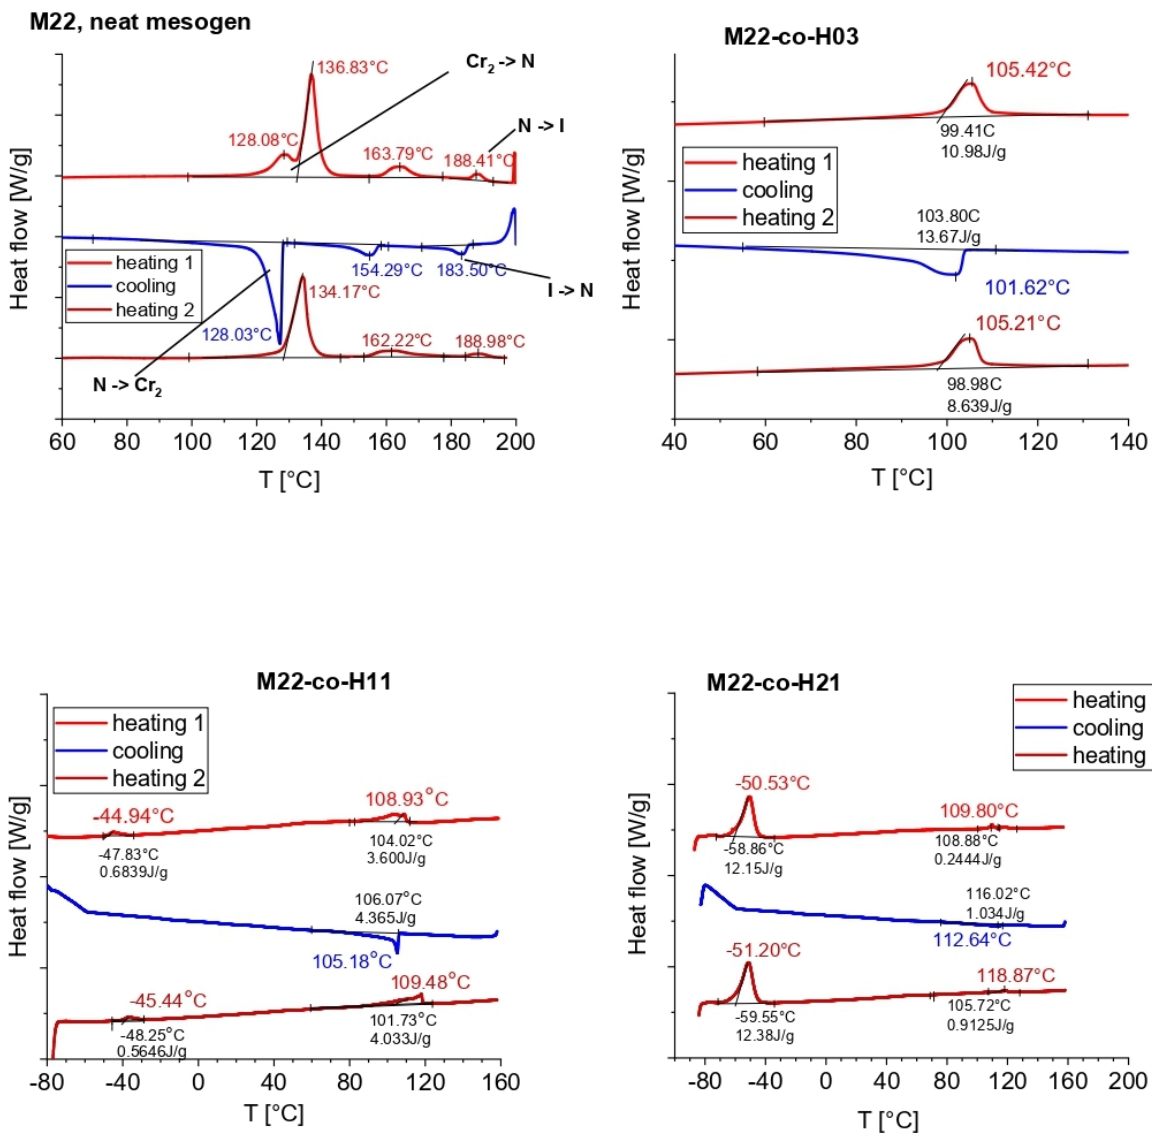 M22, neat mesogen
136.83°C
Cr₂ -> N
N -> I
128.08°C
163.79°C
188.41°C
heating 1
cooling
heating 2
154.29°C
183.50°C
I -> N
134.17°C
128.03°C
162.22°C
188.98°C
N -> Cr₂
Heat flow [W/g]
60 80 100 120 140 160 180 200
T [°C]
M22-co-H03
105.42°C
99.41C
10.98J/g
heating 1
cooling
heating 2
103.80C
13.67J/g
101.62°C
105.21°C
98.98C
8.639J/g
Heat flow [W/g]
40 60 80 100 120 140
T [°C]
M22-co-H11
heating 1
cooling
heating 2
-44.94°C
108.93°C
-47.83°C
0.6839J/g
104.02°C
3.600J/g
106.07°C
4.365J/g
105.18°C
-45.44°C
109.48°C
-48.25°C
0.5646J/g
101.73°C
4.033J/g
Heat flow [W/g]
-80 -40 0 40 80 120 160
T [°C]
M22-co-H21
heating
cooling
heating
-50.53°C
109.80°C
-58.86°C
12.15J/g
108.88°C
0.2444J/g
116.02°C
1.034J/g
112.64°C
-51.20°C
118.87°C
-59.55°C
12.38J/g
105.72°C
0.9125J/g
Heat flow [W/g]
-80 -40 0 40 80 120 160 200
T [°C]